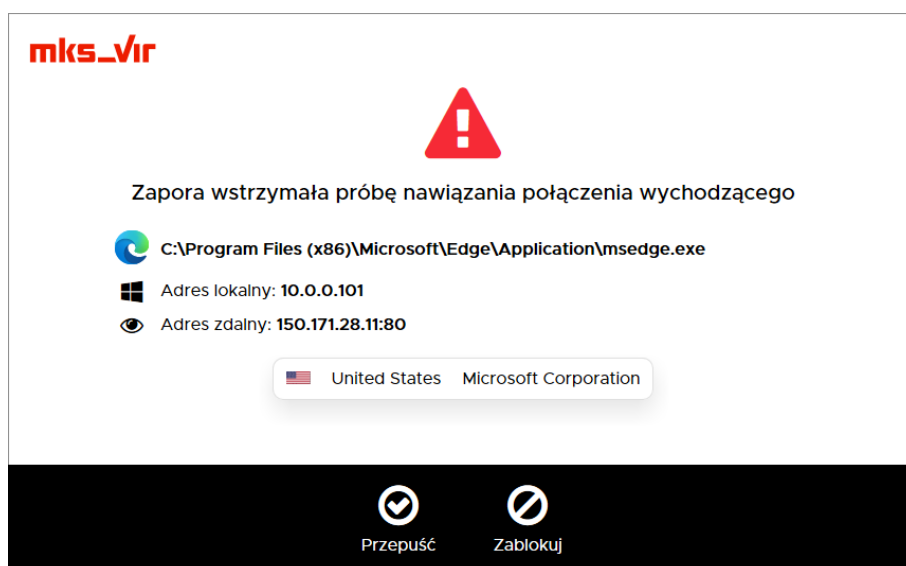 mks_vir
Zapora wstrzymała próbę nawiązania połączenia wychodzącego
C:\Program Files (x86)\Microsoft\Edge\Application\msedge.exe
Adres lokalny: 10.0.0.101
Adres zdalny: 150.171.28.11:80
United States Microsoft Corporation
Przepuść Zablokuj